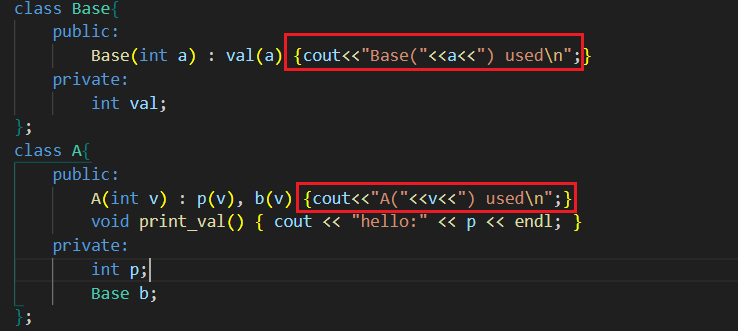 class Base{
    public:
        Base(int a) : val(a) {cout<<"Base("<<a<<") used\n";}
    private:
        int val;
};
class A{
    public:
        A(int v) : p(v), b(v) {cout<<"A("<<v<<") used\n";}
        void print_val() { cout << "hello:" << p << endl; }
    private:
        int p;
        Base b;
};